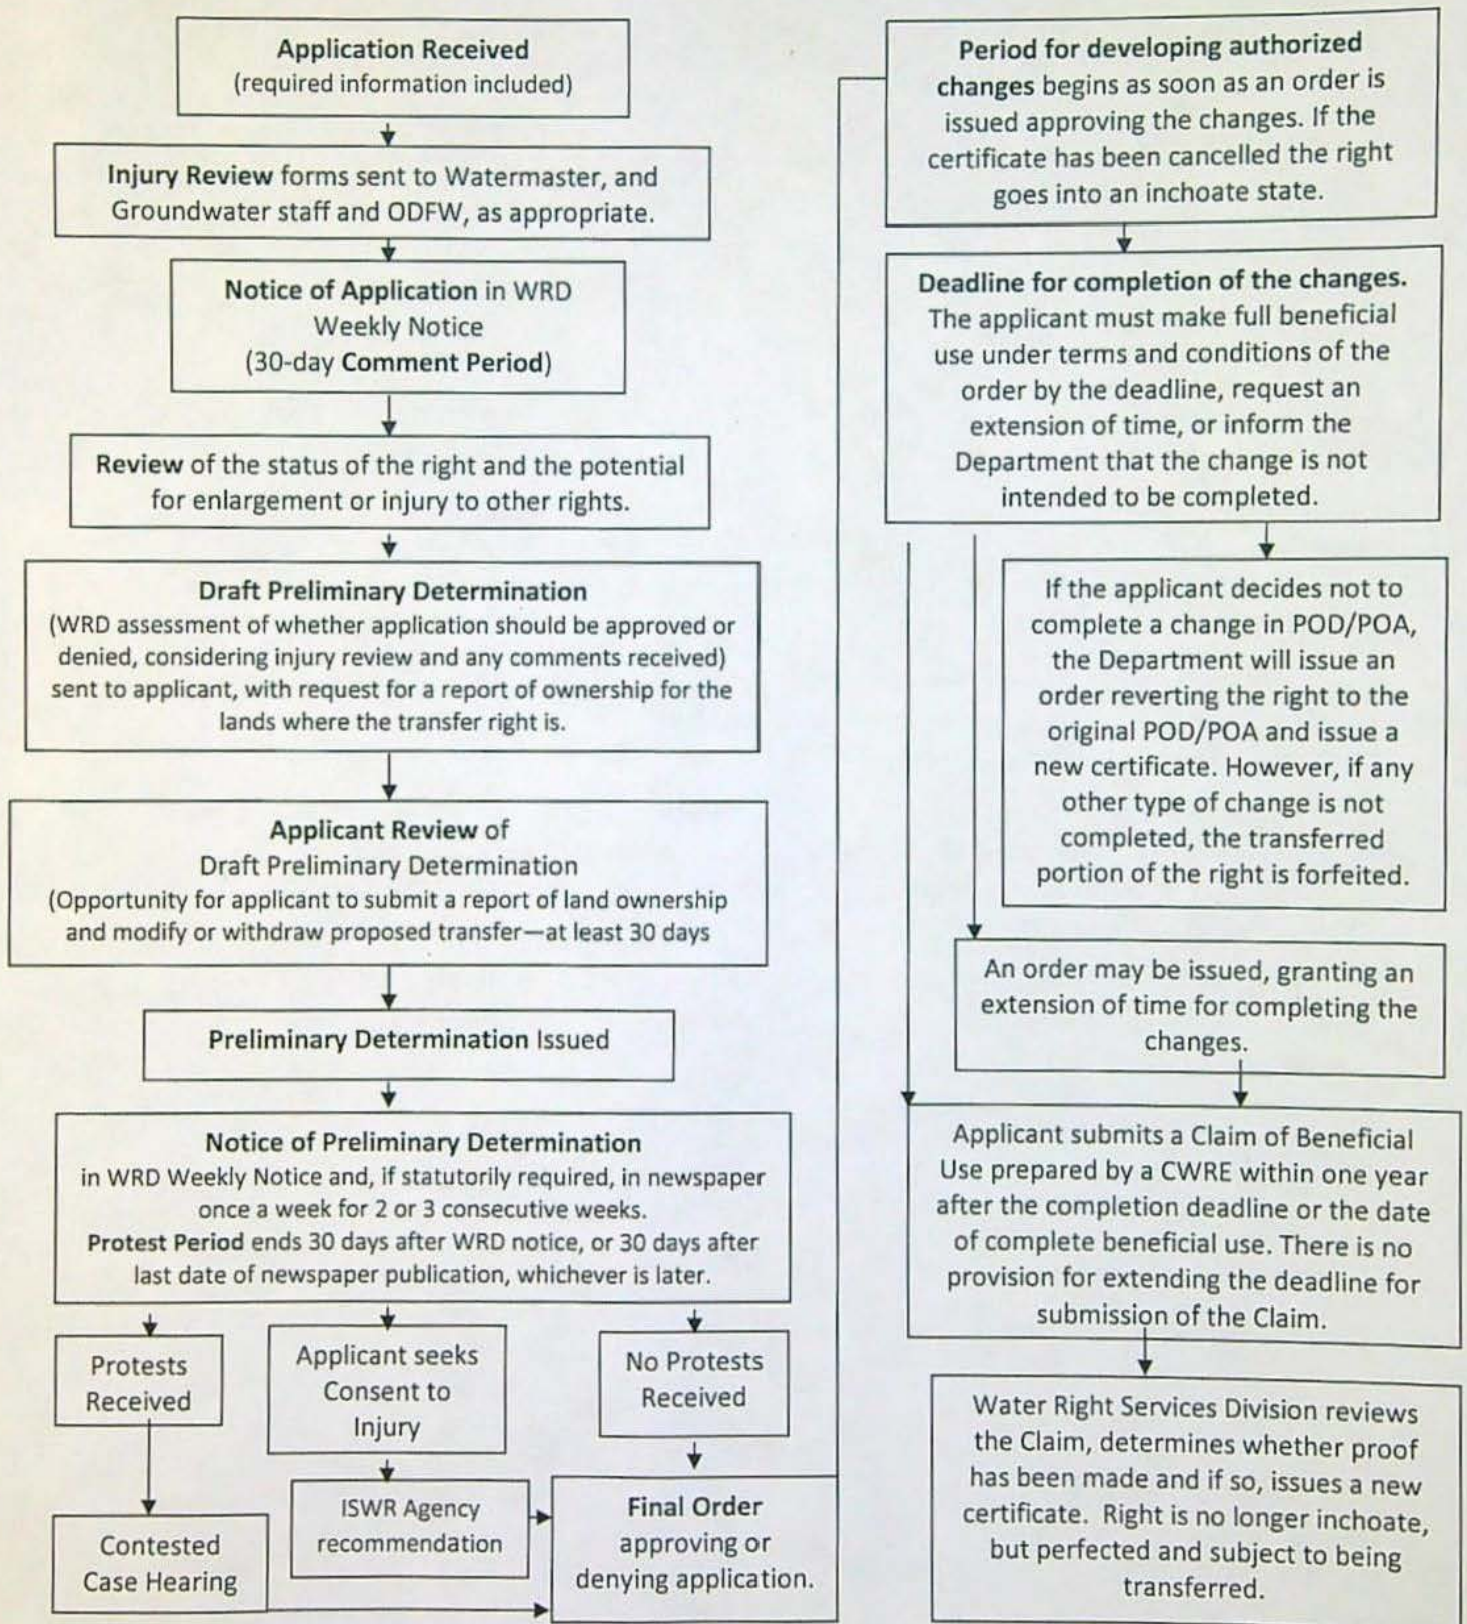 Application Received
(required information included)
Injury Review forms sent to Watermaster, and
Groundwater staff and ODFW, as appropriate.
Notice of Application in WRD
Weekly Notice
(30-day Comment Period)
Review of the status of the right and the potential
for enlargement or injury to other rights.
Draft Preliminary Determination
(WRD assessment of whether application should be approved or
denied, considering injury review and any comments received)
sent to applicant, with request for a report of ownership for the
lands where the transfer right is.
Applicant Review of
Draft Preliminary Determination
(Opportunity for applicant to submit a report of land ownership
and modify or withdraw proposed transfer—at least 30 days
Preliminary Determination Issued
Notice of Preliminary Determination
in WRD Weekly Notice and, if statutorily required, in newspaper
once a week for 2 or 3 consecutive weeks.
Protest Period ends 30 days after WRD notice, or 30 days after
last date of newspaper publication, whichever is later.
Protests
Received
Applicant seeks
Consent to
Injury
No Protests
Received
Contested
Case Hearing
ISWR Agency
recommendation
Final Order
approving or
denying application.
Period for developing authorized
changes begins as soon as an order is
issued approving the changes. If the
certificate has been cancelled the right
goes into an inchoate state.
Deadline for completion of the changes.
The applicant must make full beneficial
use under terms and conditions of the
order by the deadline, request an
extension of time, or inform the
Department that the change is not
intended to be completed.
If the applicant decides not to
complete a change in POD/POA,
the Department will issue an
order reverting the right to the
original POD/POA and issue a
new certificate. However, if any
other type of change is not
completed, the transferred
portion of the right is forfeited.
An order may be issued, granting an
extension of time for completing the
changes.
Applicant submits a Claim of Beneficial
Use prepared by a CWRE within one year
after the completion deadline or the date
of complete beneficial use. There is no
provision for extending the deadline for
submission of the Claim.
Water Right Services Division reviews
the Claim, determines whether proof
has been made and if so, issues a new
certificate. Right is no longer inchoate,
but perfected and subject to being
transferred.